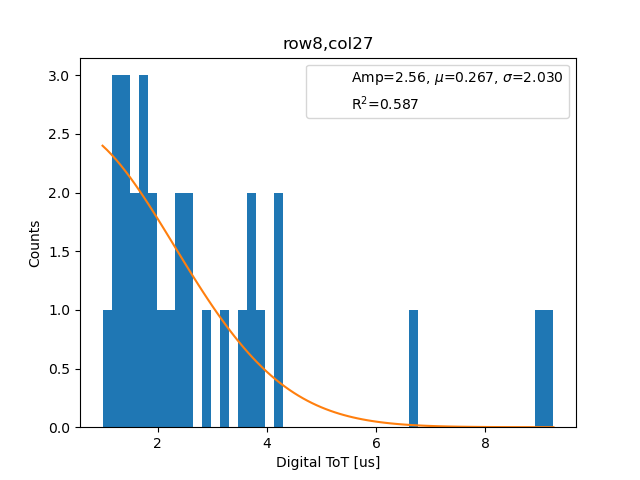 row8,col27
Amp=2.56, μ=0.267, σ=2.030
R²=0.587
3.0
2.5
2.0
1.5
1.0
0.5
0.0
Counts
2 4 6 8
Digital ToT [us]